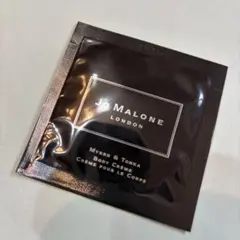 Jo MALONE
LONDON
MYRRH & TONKA
BODY CRÈME
CRÈME POUR LE CORPS